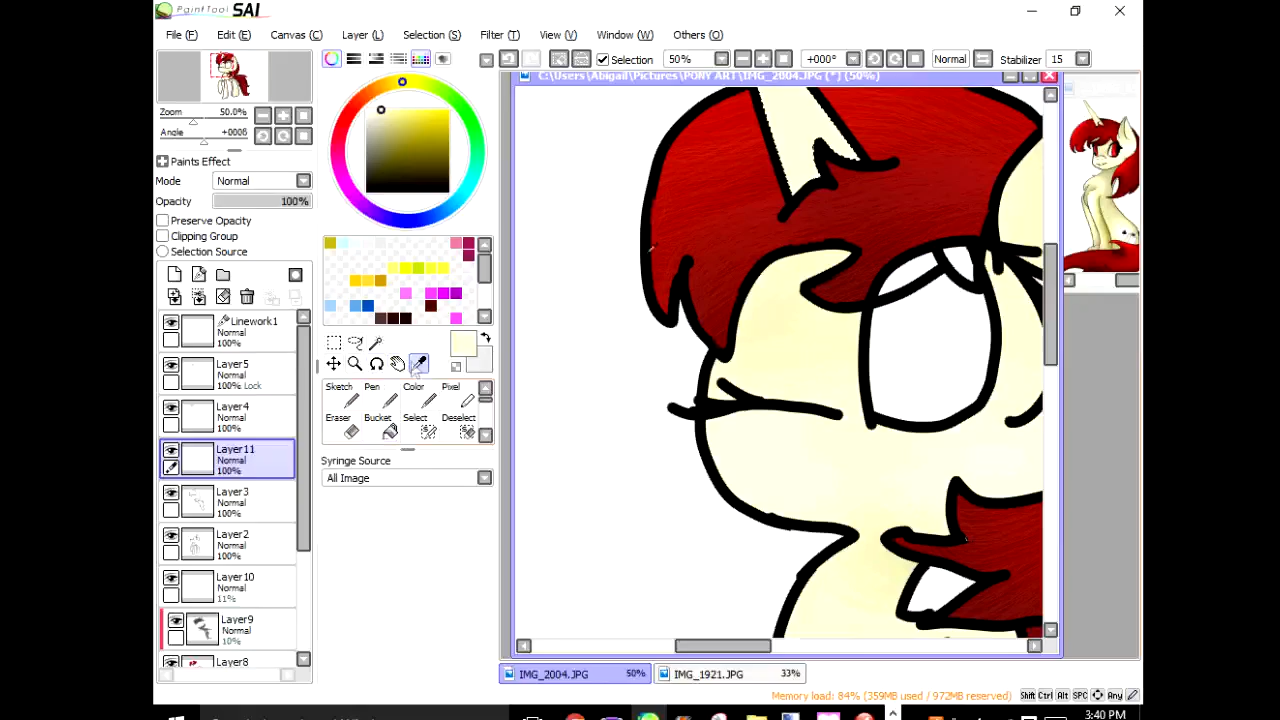 PaintTool SAI
File (F) Edit (E) Canvas (C) Layer (L) Selection (S) Filter (T) View (V) Window (W) Others (O)
Selection 50% +000° Normal Stabilizer 15
C:\Users\Abigail\Pictures\PONY ART\IMG_2004.JPG (*) (50%)
Zoom 50.0%
Angle +0006
Paints Effect
Mode Normal
Opacity 100%
Preserve Opacity
Clipping Group
Selection Source
Linework1
Normal
100%
Layer5
Normal
100% Lock
Layer4
Normal
100%
Layer11
Normal
100%
Layer3
Normal
100%
Layer2
Normal
100%
Layer10
Normal
11%
Layer9
Normal
10%
Layer8
Sketch Pen Color Pixel
Eraser Bucket Select Deselect
Syringe Source
All Image
IMG_2004.JPG 50% IMG_1921.JPG 33%
Memory load: 84% (359MB used / 972MB reserved) Shift Ctrl Alt SPC Any
3:40 PM